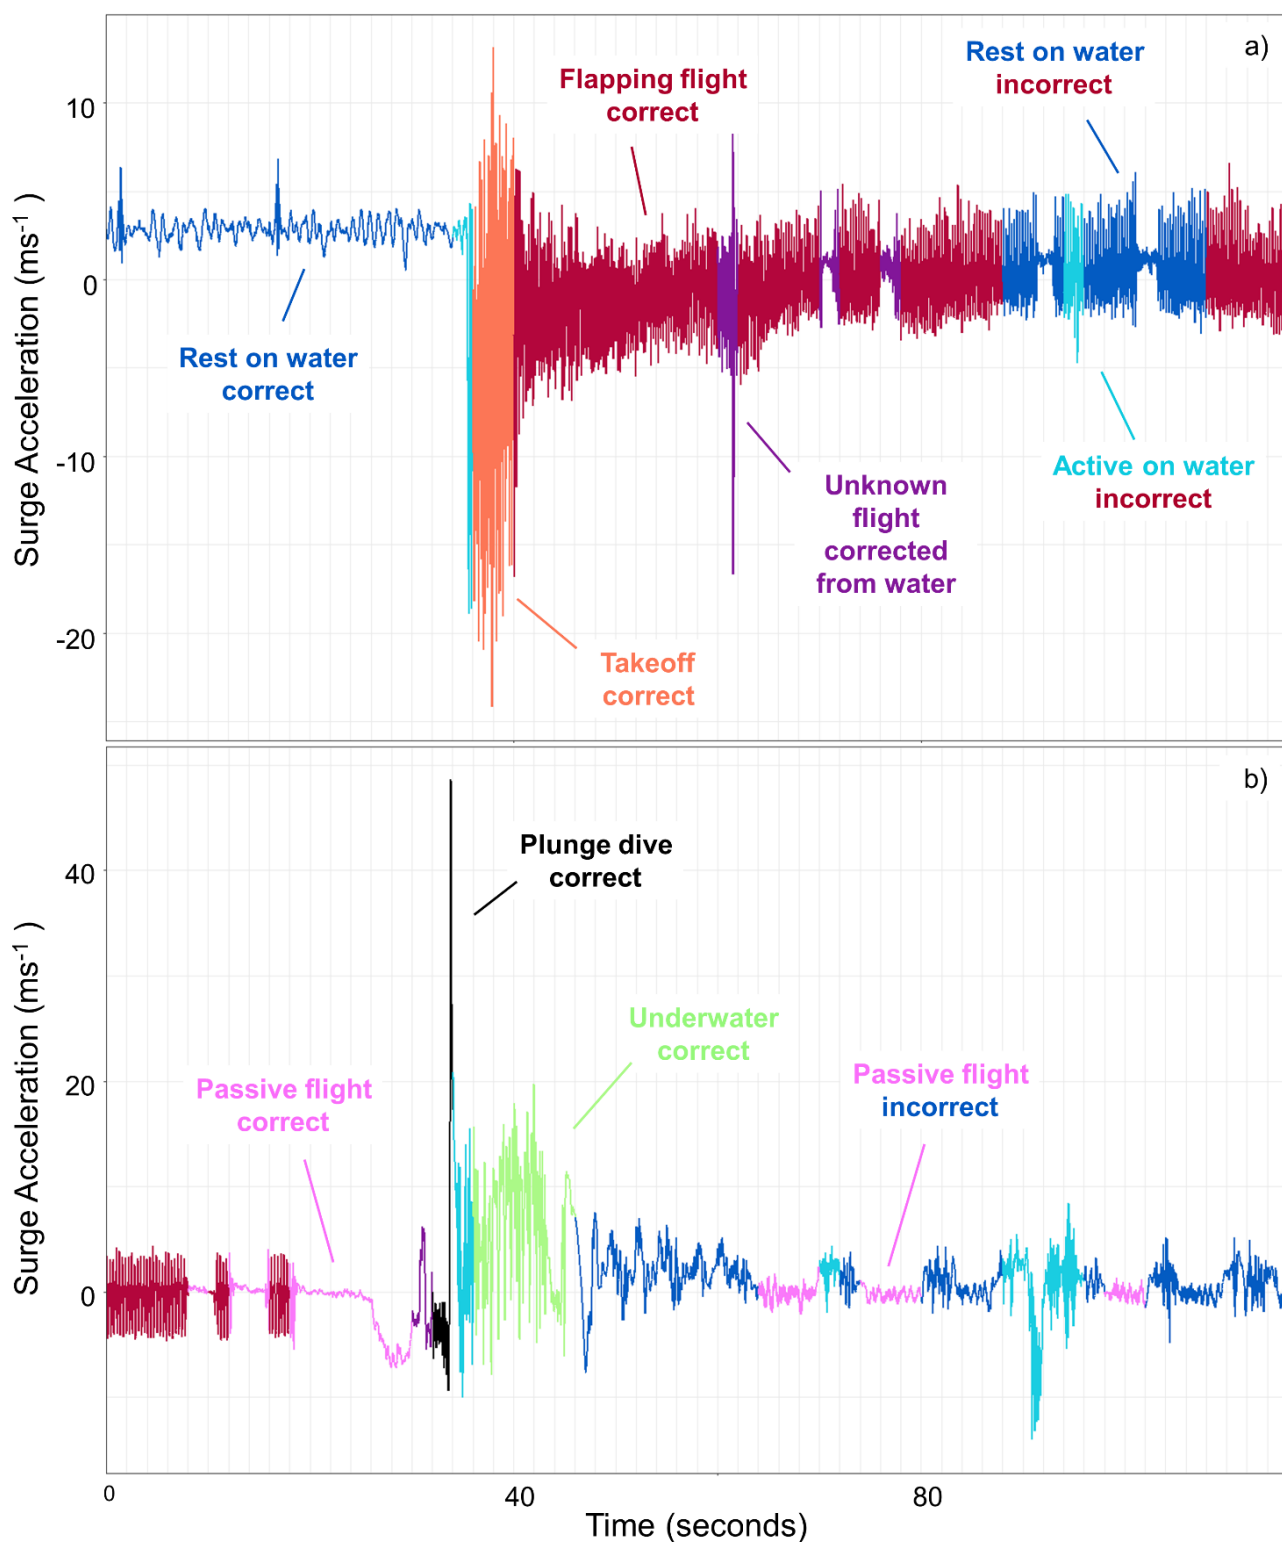 a)
Rest on water
incorrect
Flapping flight
correct
10
0
-10
-20
Surge Acceleration (ms-1 )
Rest on water
correct
Active on water
incorrect
Unknown
flight
corrected
from water
Takeoff
correct
b)
Plunge dive
correct
40
20
0
Surge Acceleration (ms-1 )
Underwater
correct
Passive flight
correct
Passive flight
incorrect
0 40 80
Time (seconds)